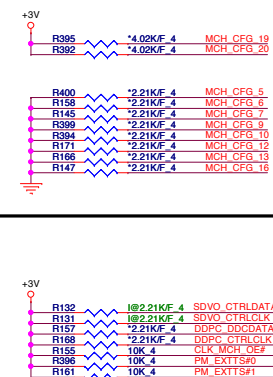 +3V
R395 *4.02K/F_4 MCH_CFG_19
R392 *4.02K/F_4 MCH_CFG_20
R400 *2.21K/F_4 MCH_CFG_5
R158 *2.21K/F_4 MCH_CFG_6
R145 *2.21K/F_4 MCH_CFG_7
R399 *2.21K/F_4 MCH_CFG_9
R394 *2.21K/F_4 MCH_CFG_10
R171 *2.21K/F_4 MCH_CFG_12
R166 *2.21K/F_4 MCH_CFG_13
R147 *2.21K/F_4 MCH_CFG_16
+3V
R132 I@2.21K/F_4 SDVO_CTRLDATA
R131 I@2.21K/F_4 SDVO_CTRLCLK
R157 *2.21K/F_4 DDPC_DDCDATA
R168 *2.21K/F_4 DDPC_CTRLCLK
R155 10K_4 CLK_MCH_OE#
R396 10K_4 PM_EXTTS#0
R161 10K_4 PM_EXTTS#1